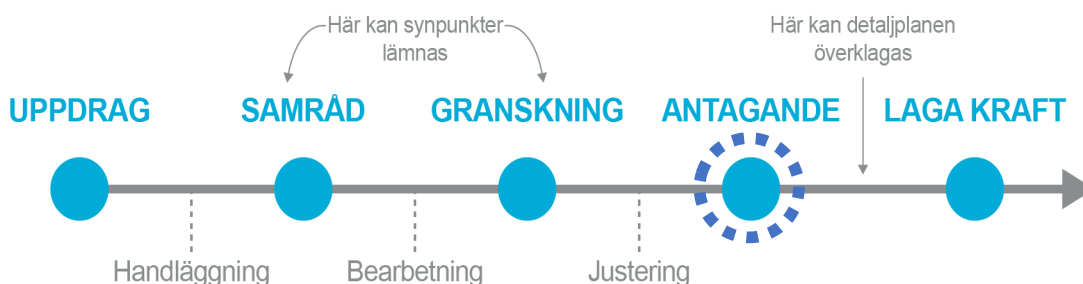 Här kan synpunkter
lämnas
Här kan detaljplanen
överklagas
UPPDRAG
SAMRÅD
GRANSKNING
ANTAGANDE
LAGA KRAFT
Handläggning
Bearbetning
Justering